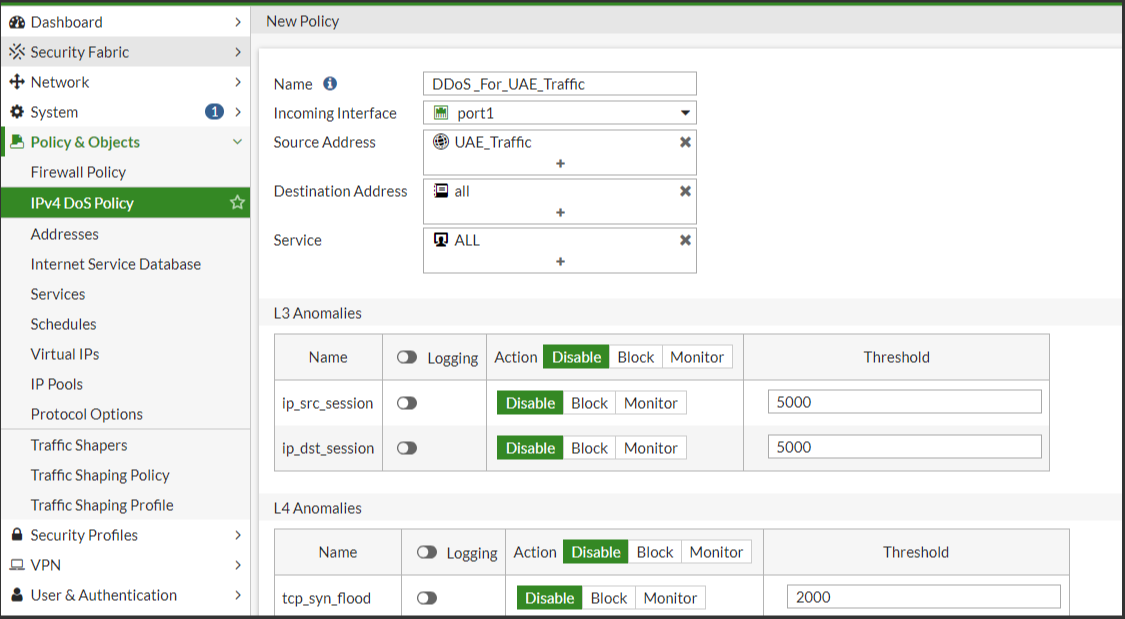 Dashboard
Security Fabric
Network
System 1
Policy & Objects
Firewall Policy
IPv4 DoS Policy
Addresses
Internet Service Database
Services
Schedules
Virtual IPs
IP Pools
Protocol Options
Traffic Shapers
Traffic Shaping Policy
Traffic Shaping Profile
Security Profiles
VPN
User & Authentication
New Policy
Name DDoS _For_UAE_Traffic
Incoming Interface port1
Source Address UAE_Traffic
+
Destination Address all
+
Service ALL
+
L3 Anomalies
Name Logging Action Disable Block Monitor Threshold
ip_src_session Disable Block Monitor 5000
ip_dst_session Disable Block Monitor 5000
L4 Anomalies
Name Logging Action Disable Block Monitor Threshold
tcp_syn_flood Disable Block Monitor 2000